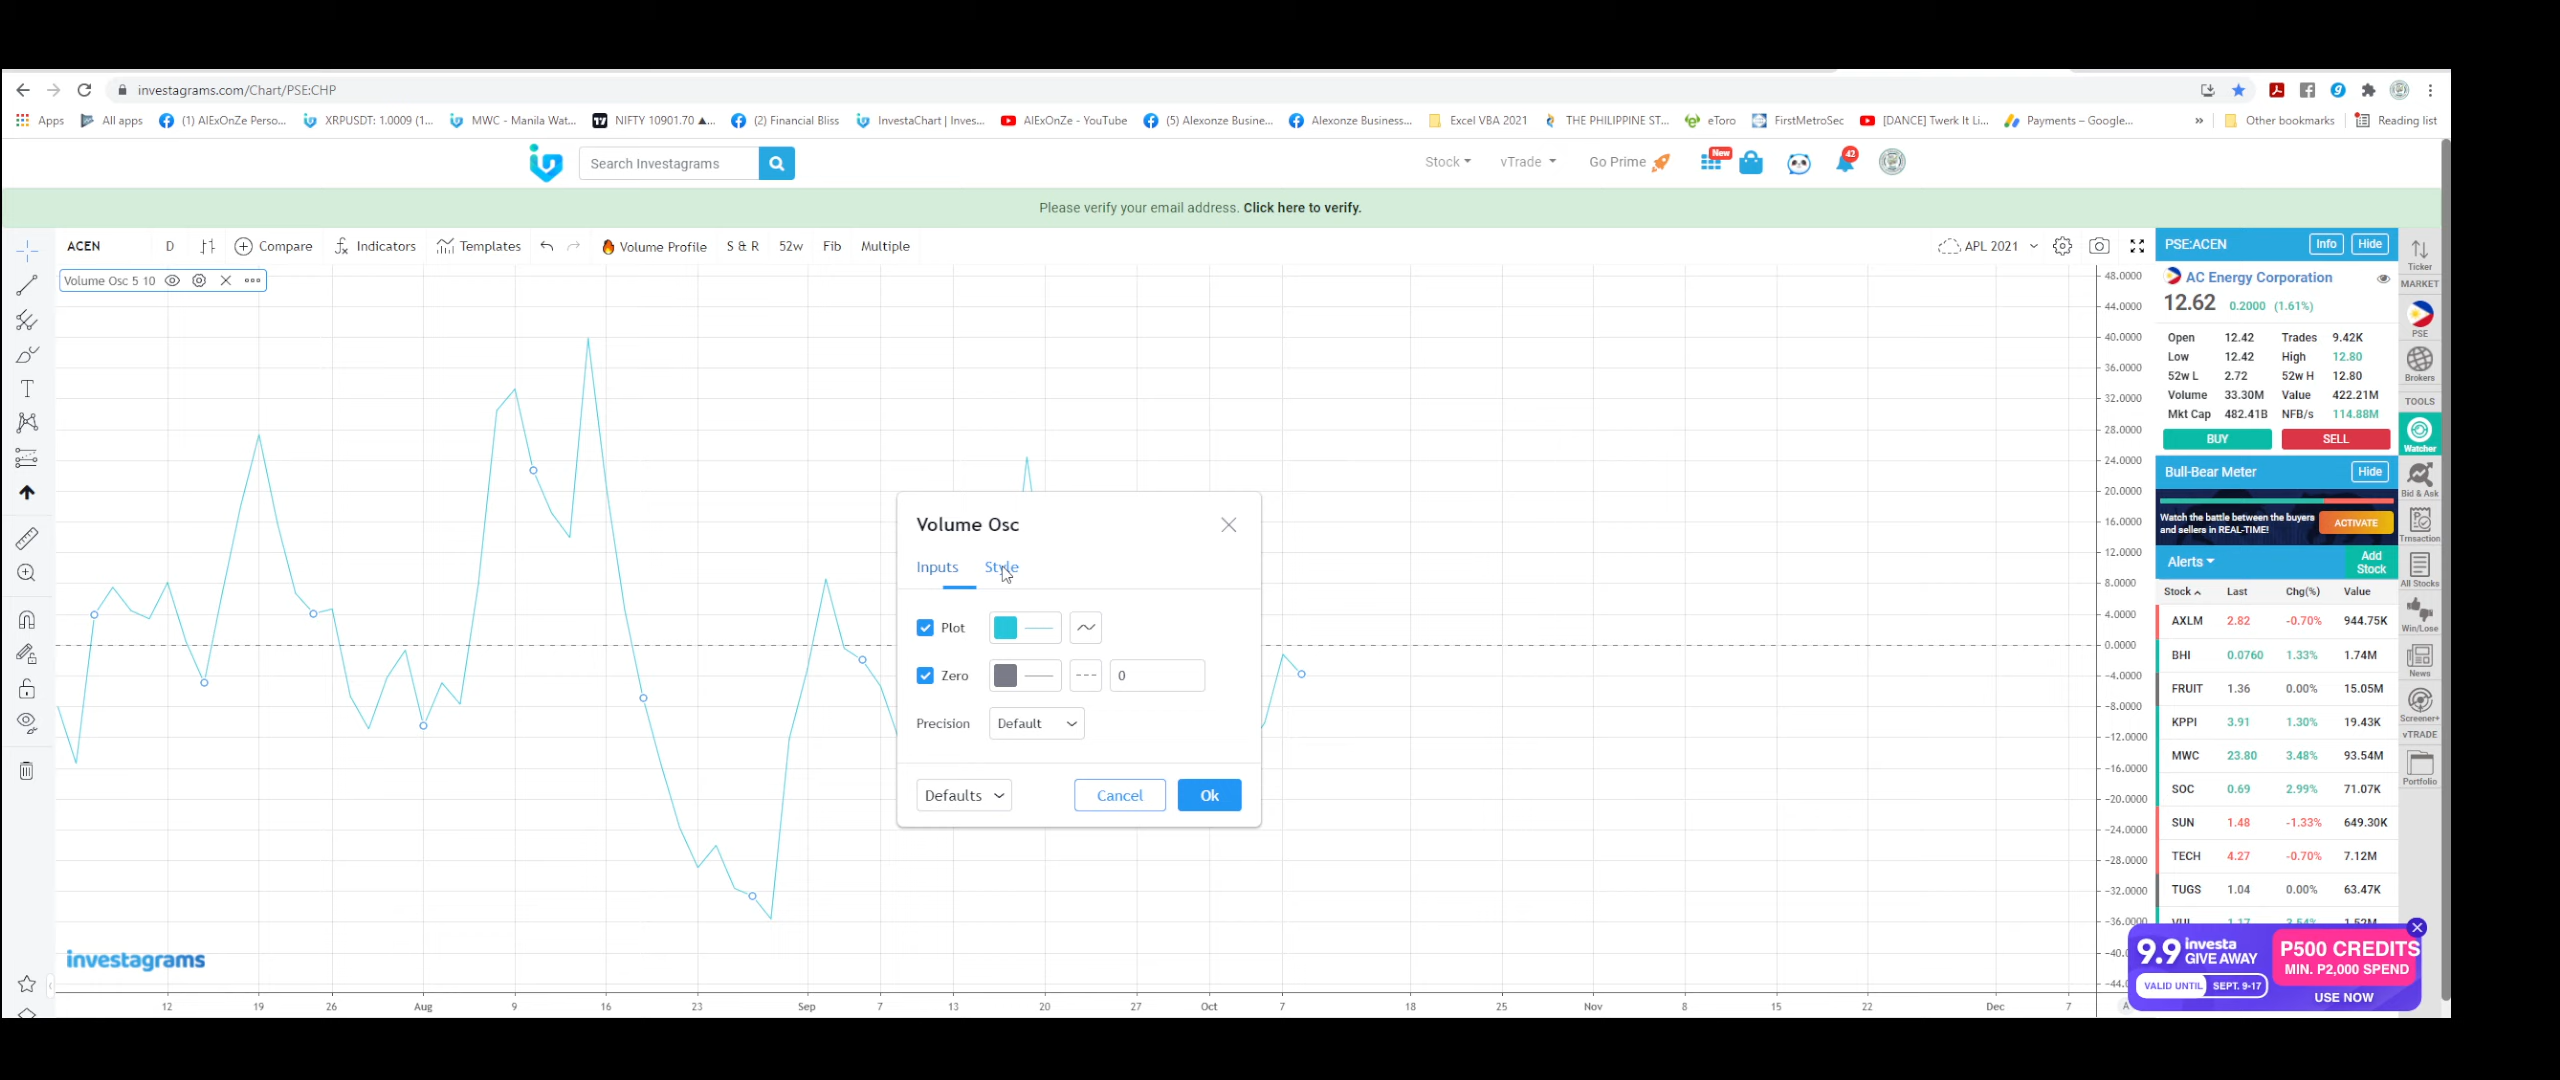 investagrams.com/Chart/PSE:CHP
Apps All apps (1) AlExOnZe Perso... XRPUSDT: 1.0009 (1... MWC - Manila Wat... NIFTY 10901.70 ▲... (2) Financial Bliss InvestaChart | Inves... AlExOnZe - YouTube (5) Alexonze Busine... Alexonze Business... Excel VBA 2021 THE PHILIPPINE ST... eToro FirstMetroSec [DANCE] Twerk It Li... Payments – Google... » Other bookmarks Reading list
Search Investagrams Stock vTrade Go Prime New 42
Please verify your email address. Click here to verify.
ACEN D Compare Indicators Templates Volume Profile S & R 52w Fib Multiple APL 2021
Volume Osc 5 10
48.0000
44.0000
40.0000
36.0000
32.0000
28.0000
24.0000
20.0000
16.0000
12.0000
8.0000
4.0000
0.0000
-4.0000
-8.0000
-12.0000
-16.0000
-20.0000
-24.0000
-28.0000
-32.0000
-36.0000
Volume Osc
Inputs Style
Plot
Zero 0
Precision Default
Defaults Cancel Ok
investagrams
12 19 26 Aug 9 16 23 Sep 7 13 20 27 Oct 7 18 25 Nov 8 15 22 Dec 7
PSE:ACEN Info Hide
AC Energy Corporation
12.62 0.2000 (1.61%)
Open 12.42 Trades 9.42K
Low 12.42 High 12.80
52w L 2.72 52w H 12.80
Volume 33.30M Value 422.21M
Mkt Cap 482.41B NFB/s 114.88M
BUY SELL
Bull-Bear Meter Hide
Watch the battle between the buyers
and sellers in REAL-TIME!
ACTIVATE
Alerts Add
Stock
Stock Last Chg(%) Value
AXLM 2.82 -0.70% 944.75K
BHI 0.0760 1.33% 1.74M
FRUIT 1.36 0.00% 15.05M
KPPI 3.91 1.30% 19.43K
MWC 23.80 3.48% 93.54M
SOC 0.69 2.99% 71.07K
SUN 1.48 -1.33% 649.30K
TECH 4.27 -0.70% 7.12M
TUGS 1.04 0.00% 63.47K
9.9 investa
GIVE AWAY
VALID UNTIL SEPT. 9-17
P500 CREDITS
MIN. P2,000 SPEND
USE NOW
Ticker
MARKET
PSE
Brokers
TOOLS
Watcher
Bid & Ask
Trnsaction
All Stocks
Win/Lose
News
Screener+
vTRADE
Portfolio